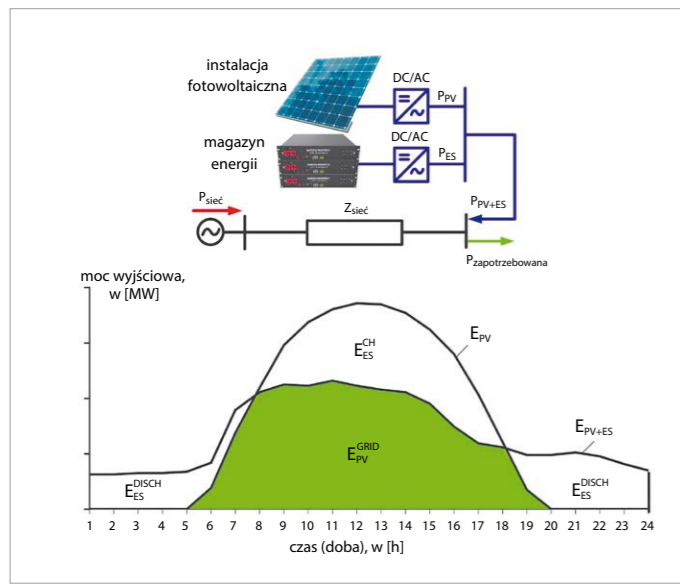 instalacja
fotowoltaiczna
DC/AC
P_PV
magazyn
energii
DC/AC
P_ES
P_sieć
Z_sieć
P_PV+ES
P_zapotrzebowana
moc wyjściowa,
w [MW]
E_ES^CH
E_PV
E_PV^GRID
E_PV+ES
E_ES^DISCH
E_ES^DISCH
1 2 3 4 5 6 7 8 9 10 11 12 13 14 15 16 17 18 19 20 21 22 23 24
czas (doba), w [h]